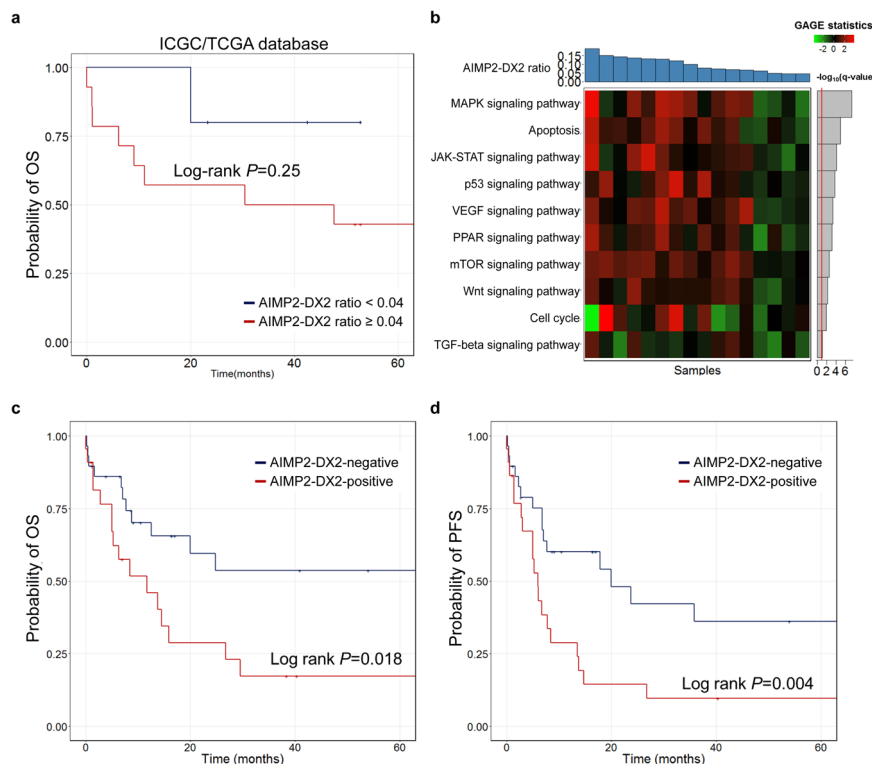 a
ICGC/TCGA database
Probability of OS
1.00
0.75
0.50
0.25
0.00
Log-rank P=0.25
AIMP2-DX2 ratio < 0.04
AIMP2-DX2 ratio ≥ 0.04
0 20 40 60
Time(months)
b
GAGE statistics
-2 0 2
AIMP2-DX2 ratio
0.15
0.10
0.05
0.00
-log10(q-value
MAPK signaling pathway
Apoptosis
JAK-STAT signaling pathway
p53 signaling pathway
VEGF signaling pathway
PPAR signaling pathway
mTOR signaling pathway
Wnt signaling pathway
Cell cycle
TGF-beta signaling pathway
Samples
0 2 4 6
c
Probability of OS
1.00
0.75
0.50
0.25
0.00
AIMP2-DX2-negative
AIMP2-DX2-positive
Log rank P=0.018
0 20 40 60
Time (months)
d
Probability of PFS
1.00
0.75
0.50
0.25
0.00
AIMP2-DX2-negative
AIMP2-DX2-positive
Log rank P=0.004
0 20 40 60
Time (months)